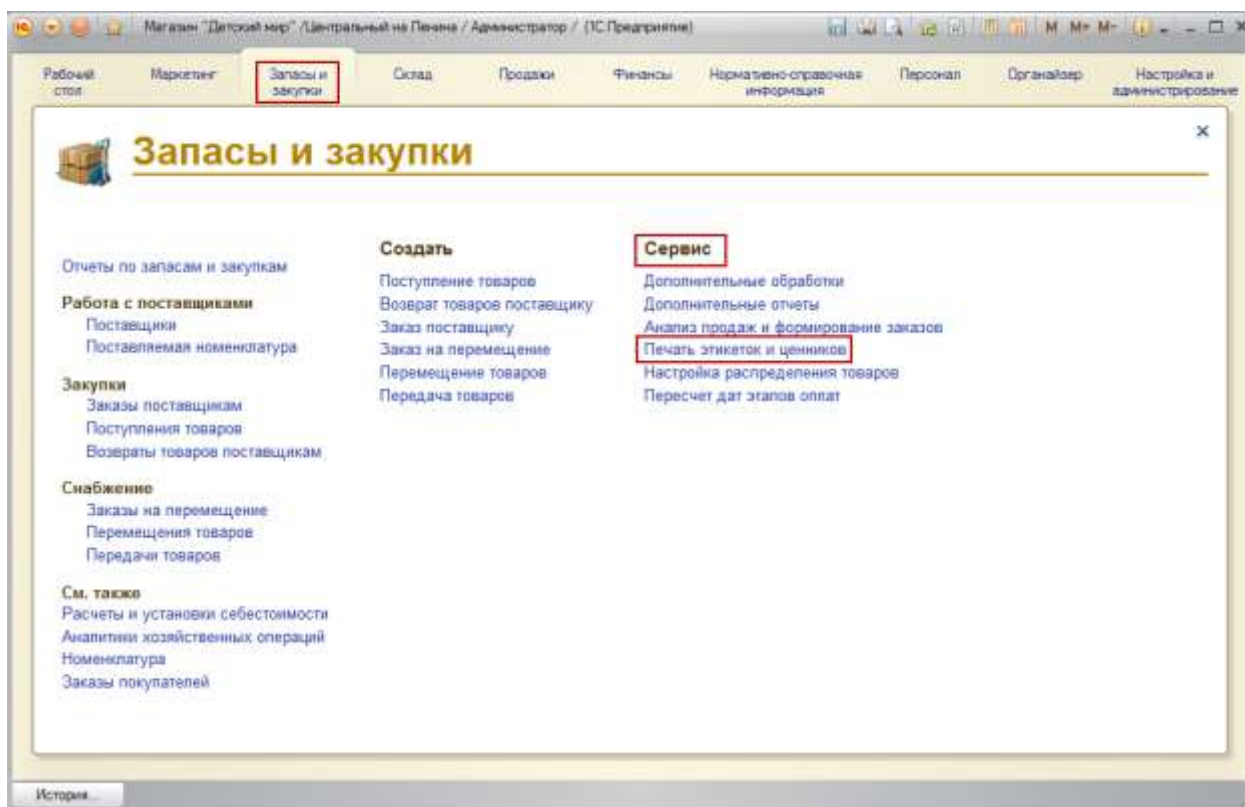 Магазин "Детский мир" /Центральный на Ленина / Администратор / (1С:Предприятие)
M M+ M-
Рабочий стол
Маркетинг
Запасы и закупки
Склад
Продажи
Финансы
Нормативно-справочная информация
Персонал
Органайзер
Настройка и администрирование
Запасы и закупки
Отчеты по запасам и закупкам
Работа с поставщиками
Поставщики
Поставляемая номенклатура
Закупки
Заказы поставщикам
Поступления товаров
Возвраты товаров поставщикам
Снабжение
Заказы на перемещение
Перемещения товаров
Передачи товаров
См. также
Расчеты и установки себестоимости
Аналитики хозяйственных операций
Номенклатура
Заказы покупателей
Создать
Поступление товаров
Возврат товаров поставщику
Заказ поставщику
Заказ на перемещение
Перемещение товаров
Передача товаров
Сервис
Дополнительные обработки
Дополнительные отчеты
Анализ продаж и формирование заказов
Печать этикеток и ценников
Настройка распределения товаров
Пересчет дат этапов оплат
История...